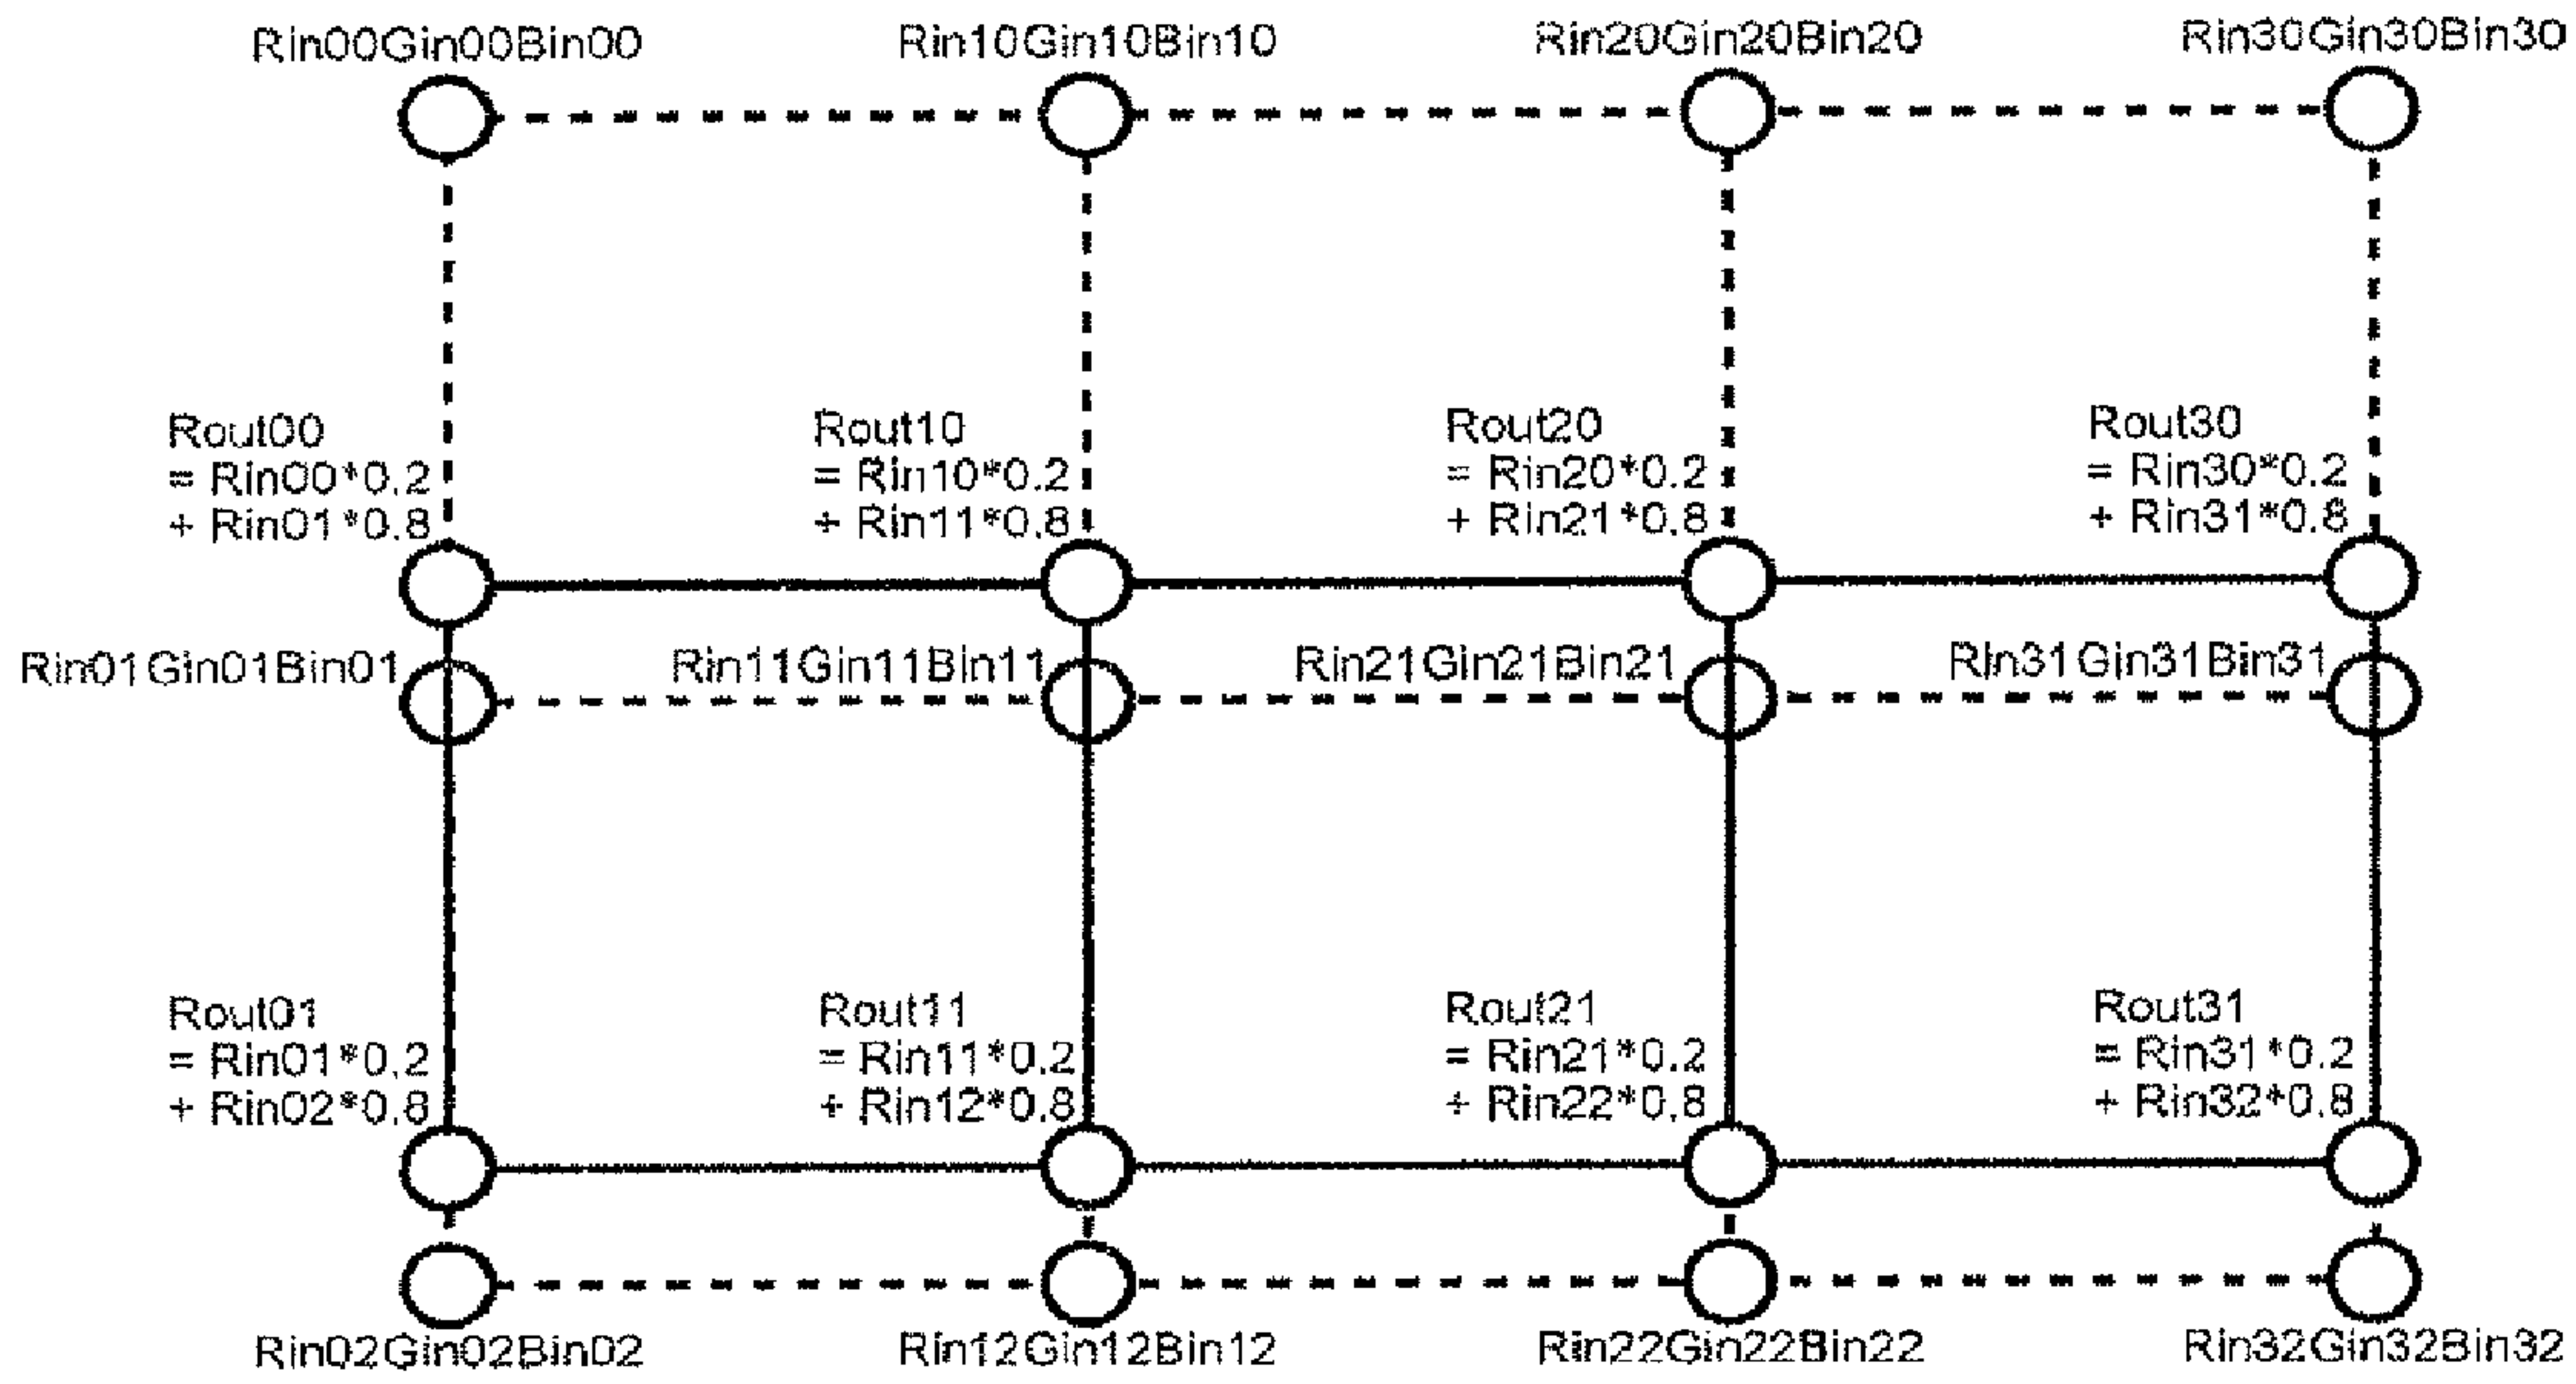 Rin00Gin00Bin00
Rin10Gin10Bin10
Rin20Gin20Bin20
Rin30Gin30Bin30
Rout00
= Rin00*0.2
+ Rin01*0.8
Rout10
= Rin10*0.2
+ Rin11*0.8
Rout20
= Rin20*0.2
+ Rin21*0.8
Rout30
= Rin30*0.2
+ Rin31*0.8
Rin01Gin01Bin01
Rin11Gin11Bin11
Rin21Gin21Bin21
Rin31Gin31Bin31
Rout01
= Rin01*0.2
+ Rin02*0.8
Rout11
= Rin11*0.2
+ Rin12*0.8
Rout21
= Rin21*0.2
+ Rin22*0.8
Rout31
= Rin31*0.2
+ Rin32*0.8
Rin02Gin02Bin02
Rin12Gin12Bin12
Rin22Gin22Bin22
Rin32Gin32Bin32